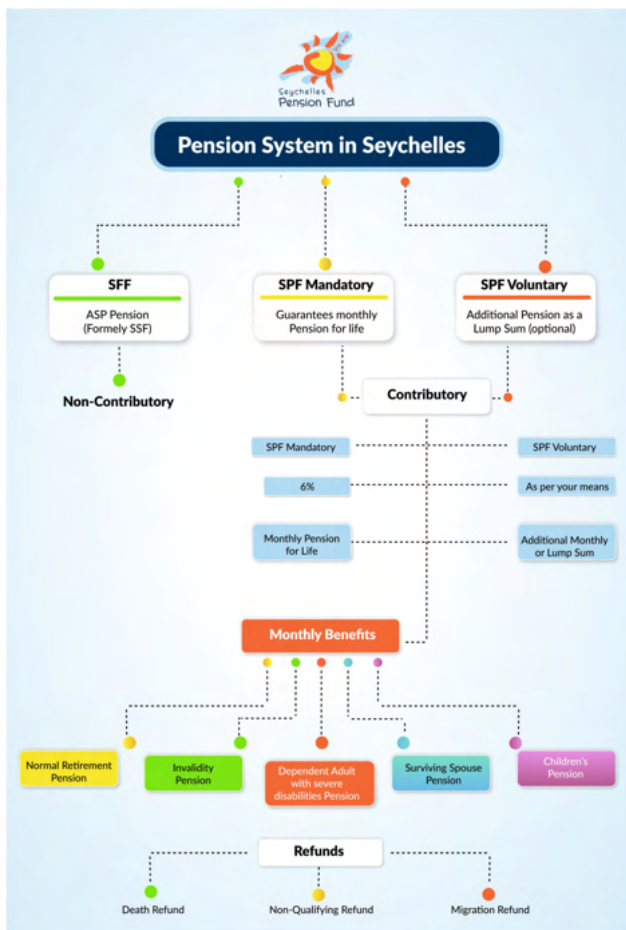 Seychelles
Pension Fund
Pension System in Seychelles
SFF
ASP Pension
(Formely SSF)
Non-Contributory
SPF Mandatory
Guarantees monthly
Pension for life
SPF Voluntary
Additional Pension as a
Lump Sum (optional)
Contributory
SPF Mandatory
SPF Voluntary
6%
As per your means
Monthly Pension
for Life
Additional Monthly
or Lump Sum
Monthly Benefits
Normal Retirement
Pension
Invalidity
Pension
Dependent Adult
with severe
disabilities Pension
Surviving Spouse
Pension
Children's
Pension
Refunds
Death Refund
Non-Qualifying Refund
Migration Refund